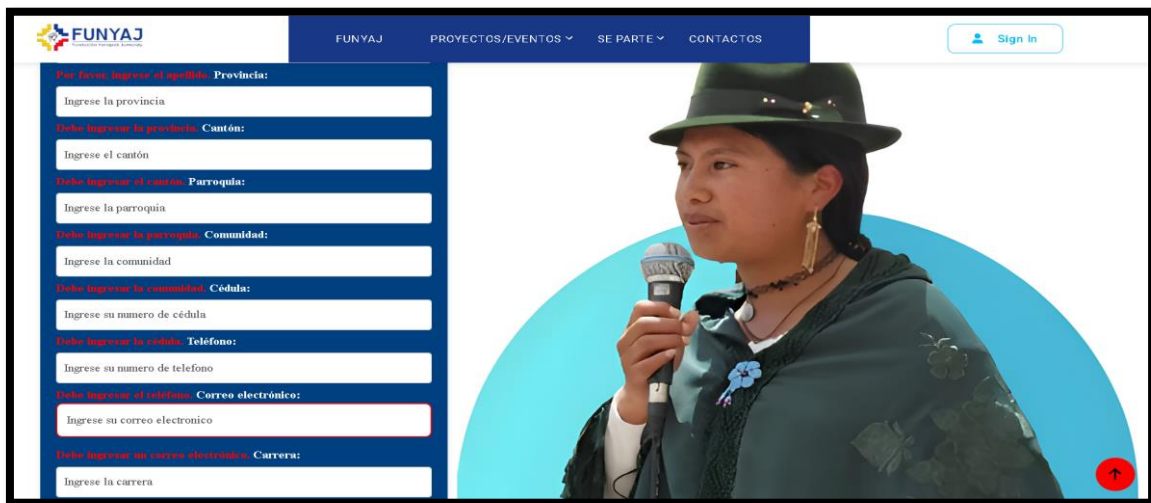 FUNYAJ
FUNYAJ PROYECTOS/EVENTOS SE PARTE CONTACTOS
Sign In
Por favor, ingrese el apellido. Provincia:
Ingrese la provincia
Debe ingresar la provincia. Cantón:
Ingrese el cantón
Debe ingresar el cantón. Parroquia:
Ingrese la parroquia
Debe ingresar la parroquia. Comunidad:
Ingrese la comunidad
Debe ingresar la comunidad. Cédula:
Ingrese su numero de cédula
Debe ingresar la cédula. Teléfono:
Ingrese su numero de telefono
Debe ingresar el teléfono. Correo electrónico:
Ingrese su correo electronico
Debe ingresar un correo electrónico. Carrera:
Ingrese la carrera